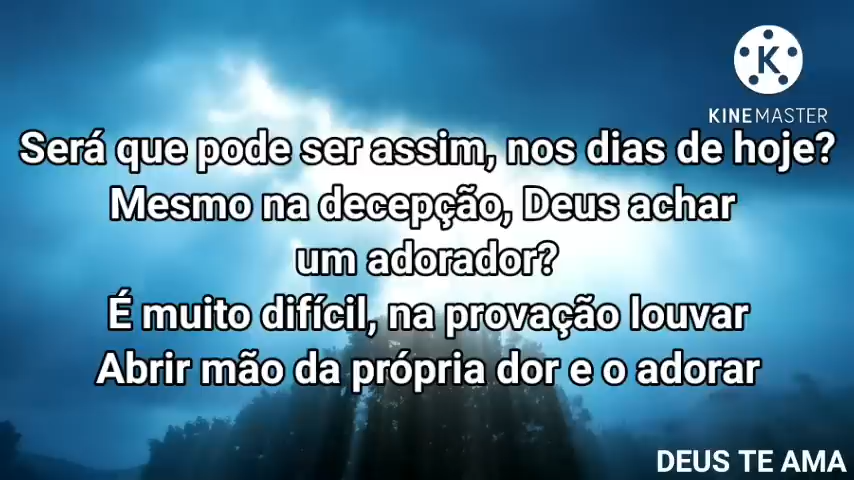 K
KINEMASTER
Será que pode ser assim, nos dias de hoje?
Mesmo na decepção, Deus achar
um adorador?
É muito difícil, na provação louvar
Abrir mão da própria dor e o adorar
DEUS TE AMA